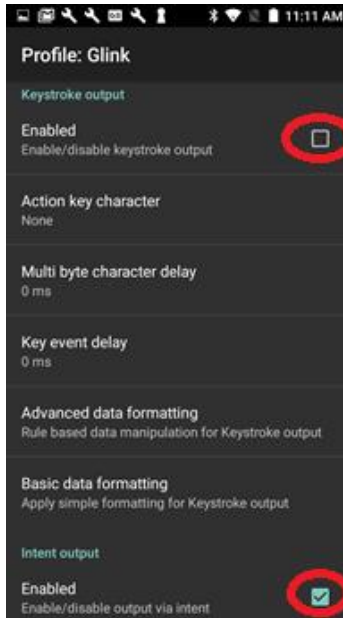 11:11 AM
Profile: Glink
Keystroke output
Enabled
Enable/disable keystroke output
Action key character
None
Multi byte character delay
0 ms
Key event delay
0 ms
Advanced data formatting
Rule based data manipulation for Keystroke output
Basic data formatting
Apply simple formatting for Keystroke output
Intent output
Enabled
Enable/disable output via intent